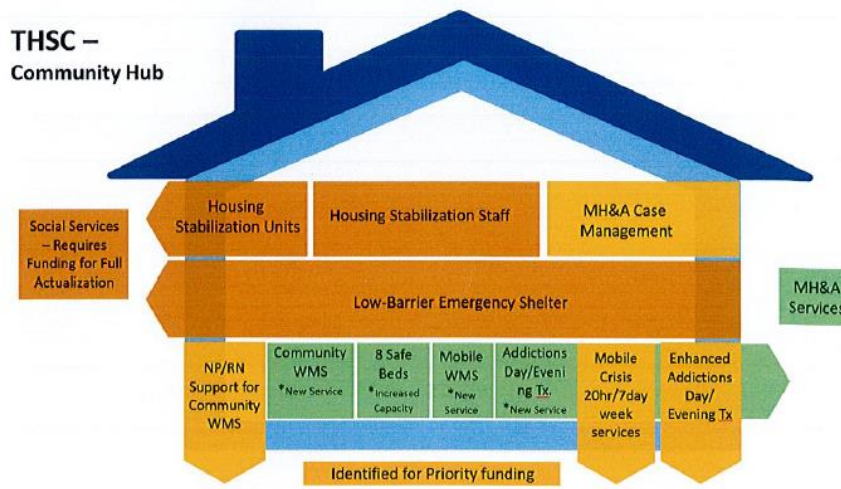 THSC –
Community Hub
Housing
Stabilization Units
Housing Stabilization Staff
MH&A Case
Management
Social Services
– Requires
Funding for Full
Actualization
Low-Barrier Emergency Shelter
MH&A
Services
NP/RN
Support for
Community
WMS
Community
WMS
*New Service
8 Safe
Beds
*Increased
Capacity
Mobile
WMS
*New
Service
Addictions
Day/Eveni
ng Tx.
*New Service
Mobile
Crisis
20hr/7day
week
services
Enhanced
Addictions
Day/
Evening Tx
Identified for Priority funding